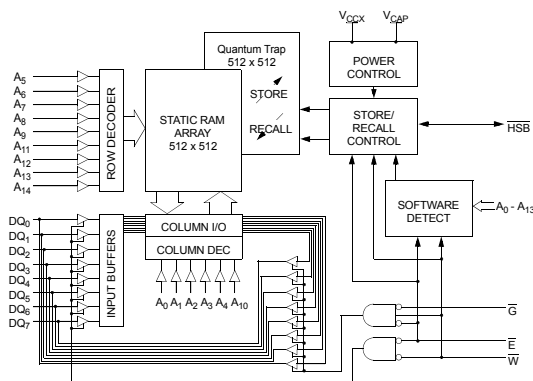 V_CCX V_CAP
Quantum Trap
512 x 512
STORE
RECALL
POWER
CONTROL
A5
A6
A7
A8
A9
A11
A12
A13
A14
ROW DECODER
STATIC RAM
ARRAY
512 x 512
STORE/
RECALL
CONTROL
HSB
SOFTWARE
DETECT
A0 - A13
DQ0
DQ1
DQ2
DQ3
DQ4
DQ5
DQ6
DQ7
INPUT BUFFERS
COLUMN I/O
COLUMN DEC
A0 A1 A2 A3 A4 A10
G
E
W